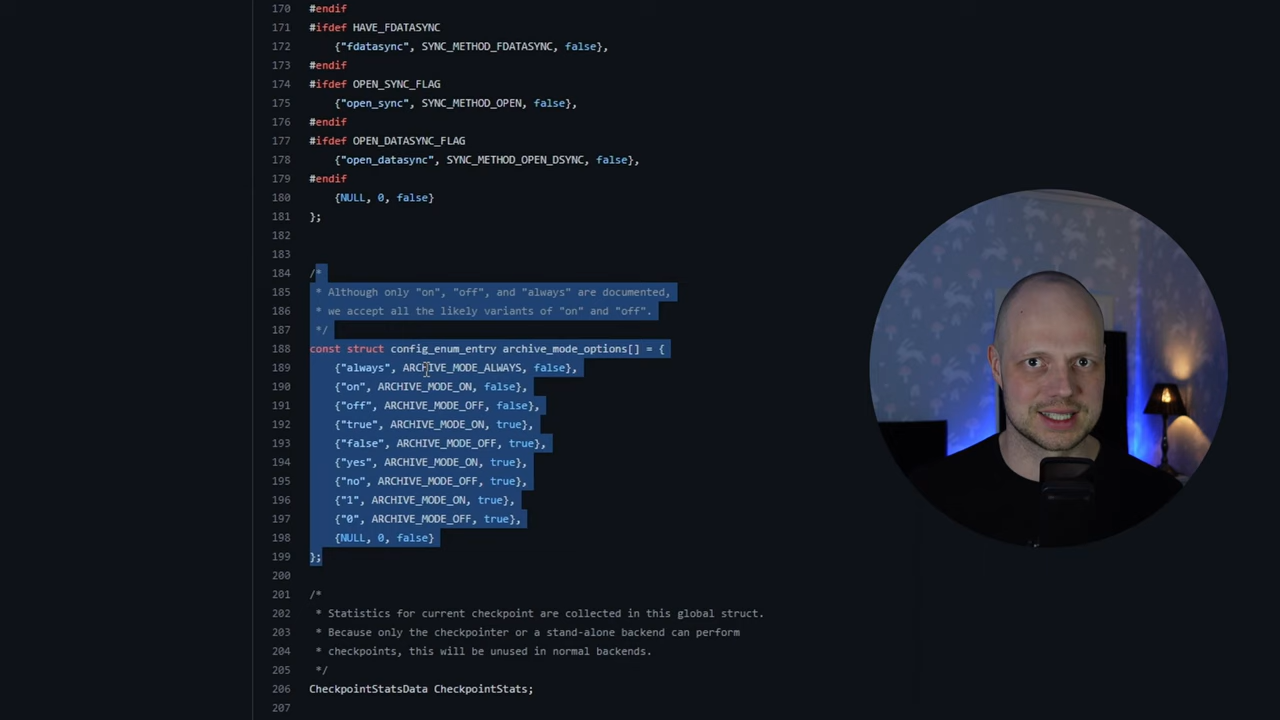 170 #endif
171 #ifdef HAVE_FDATASYNC
172     {"fdatasync", SYNC_METHOD_FDATASYNC, false},
173 #endif
174 #ifdef OPEN_SYNC_FLAG
175     {"open_sync", SYNC_METHOD_OPEN, false},
176 #endif
177 #ifdef OPEN_DATASYNC_FLAG
178     {"open_datasync", SYNC_METHOD_OPEN_DSYNC, false},
179 #endif
180     {NULL, 0, false}
181 };
182
183
184 /*
185  * Although only "on", "off", and "always" are documented,
186  * we accept all the likely variants of "on" and "off".
187  */
188 const struct config_enum_entry archive_mode_options[] = {
189     {"always", ARCHIVE_MODE_ALWAYS, false},
190     {"on", ARCHIVE_MODE_ON, false},
191     {"off", ARCHIVE_MODE_OFF, false},
192     {"true", ARCHIVE_MODE_ON, true},
193     {"false", ARCHIVE_MODE_OFF, true},
194     {"yes", ARCHIVE_MODE_ON, true},
195     {"no", ARCHIVE_MODE_OFF, true},
196     {"1", ARCHIVE_MODE_ON, true},
197     {"0", ARCHIVE_MODE_OFF, true},
198     {NULL, 0, false}
199 };
200
201 /*
202  * Statistics for current checkpoint are collected in this global struct.
203  * Because only the checkpointer or a stand-alone backend can perform
204  * checkpoints, this will be unused in normal backends.
205  */
206 CheckpointStatsData CheckpointStats;
207